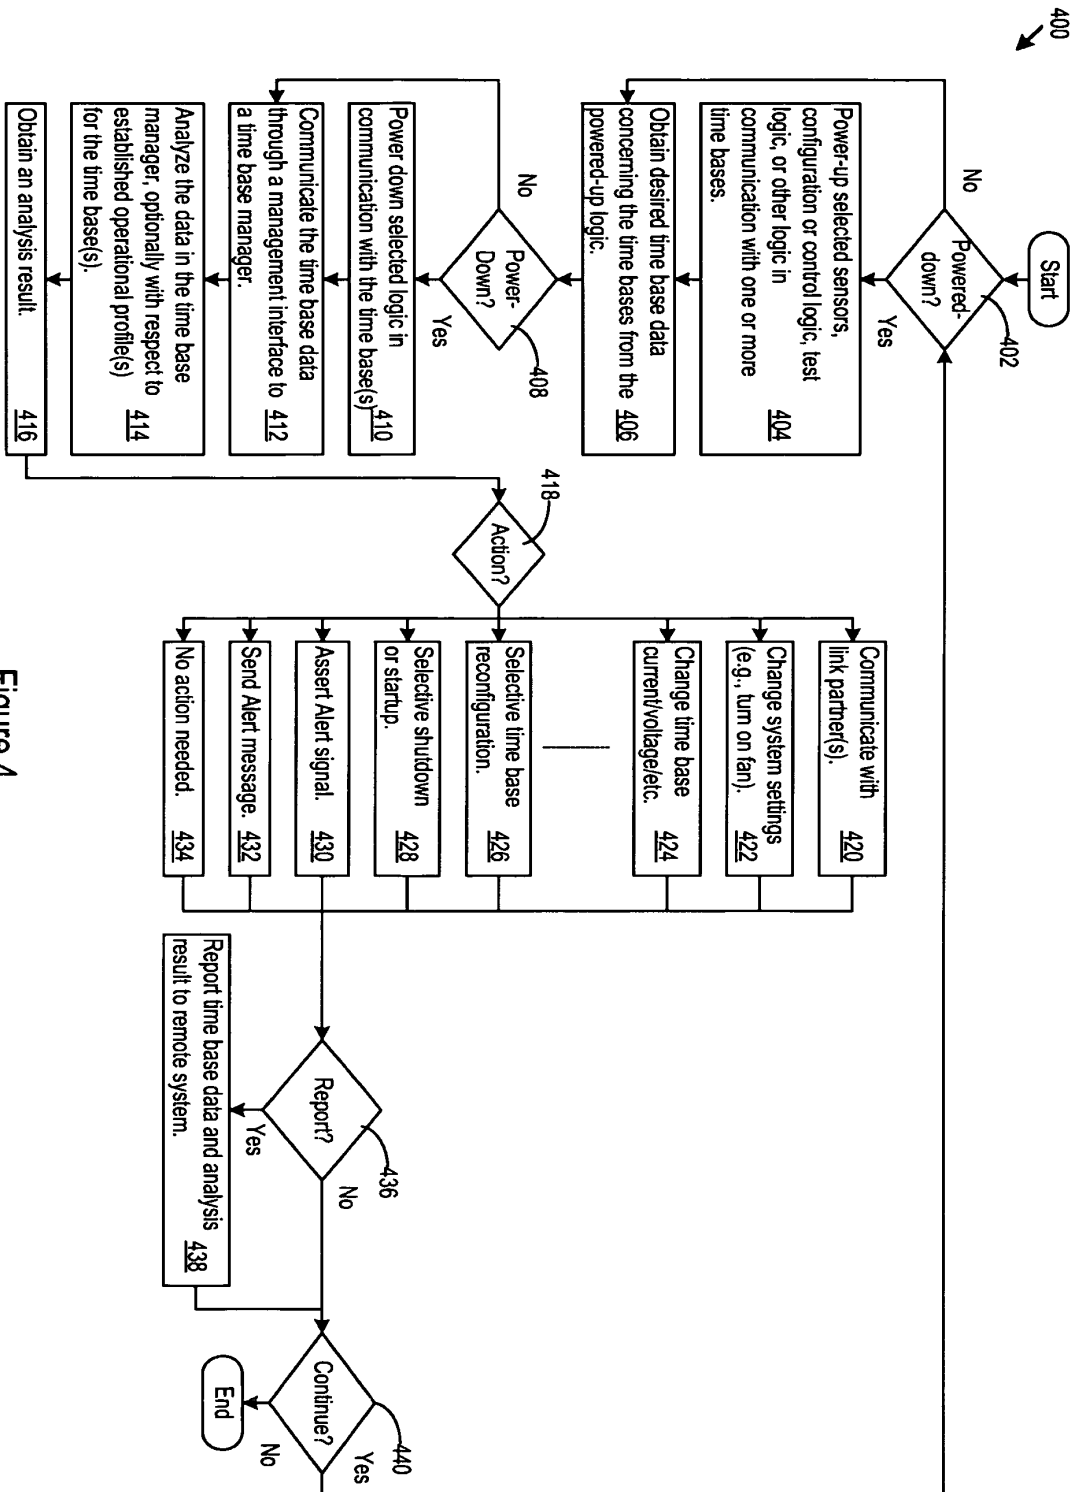 400
Start
Powered-
down?
402
No
Yes
Power-up selected sensors,
configuration or control logic, test
logic, or other logic in
communication with one or more
time bases.
404
Obtain desired time base data
concerning the time bases from the
powered-up logic.
406
Power-
Down?
408
No
Yes
Power down selected logic in
communication with the time base(s)
410
Communicate the time base data
through a management interface to
a time base manager.
412
Analyze the data in the time base
manager, optionally with respect to
established operational profile(s)
for the time base(s).
414
Obtain an analysis result.
416
418
Action?
Communicate with
link partner(s).
420
Change system settings
(e.g., turn on fan).
422
Change time base
current/voltage/etc.
424
Selective time base
reconfiguration.
426
Selective shutdown
or startup.
428
Assert Alert signal.
430
Send Alert message.
432
No action needed.
434
Report?
436
No
Yes
Report time base data and analysis
result to remote system.
438
Continue?
440
Yes
No
End
Figure 4